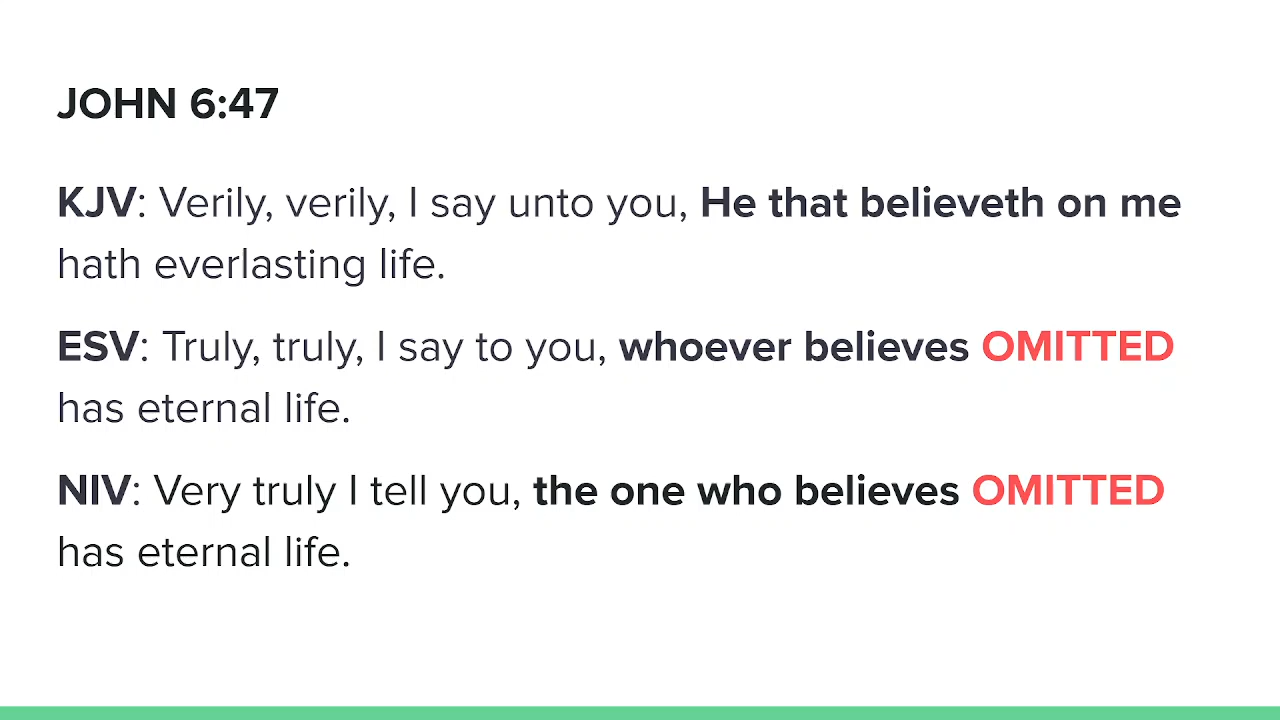 JOHN 6:47
KJV: Verily, verily, I say unto you, He that believeth on me
hath everlasting life.
ESV: Truly, truly, I say to you, whoever believes OMITTED
has eternal life.
NIV: Very truly I tell you, the one who believes OMITTED
has eternal life.